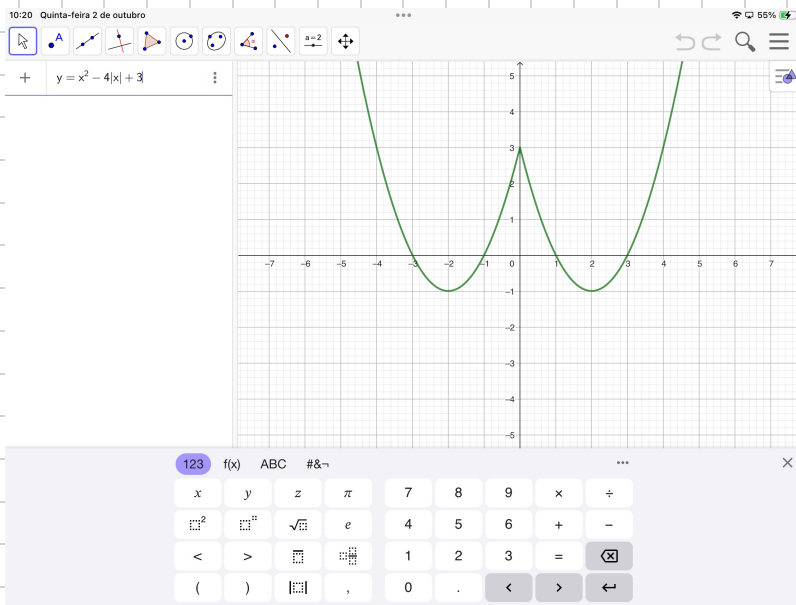 10:20 Quinta-feira 2 de outubro
55%
A
a = 2
+ y = x² − 4|x| + 3
5
4
3
2
1
−7 −6 −5 −4 −3 −2 −1 0 1 2 3 4 5 6 7
−1
−2
−3
−4
−5
123 f(x) ABC #&¬
x y z π 7 8 9 × ÷
² √ e 4 5 6 + −
< > 1 2 3 =
( ) | | , 0 . < >